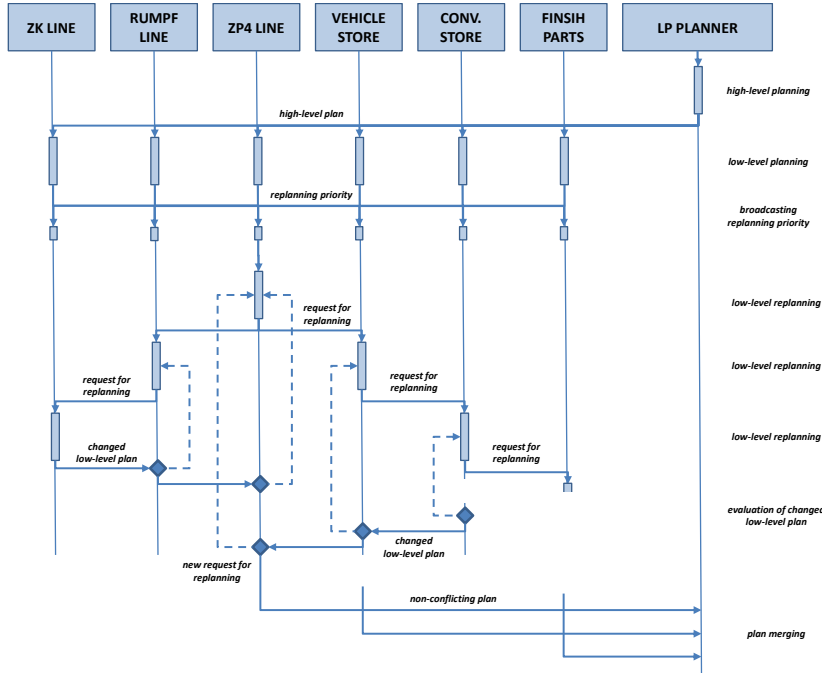 ZK LINE
RUMPF
LINE
ZP4 LINE
VEHICLE
STORE
CONV.
STORE
FINSIH
PARTS
LP PLANNER
high-level planning
high-level plan
low-level planning
replanning priority
broadcasting
replanning priority
low-level replanning
request for
replanning
request for
replanning
low-level replanning
request for
replanning
request for
replanning
low-level replanning
changed
low-level plan
request for
replanning
evaluation of changed
low-level plan
changed
low-level plan
new request for
replanning
non-conflicting plan
plan merging